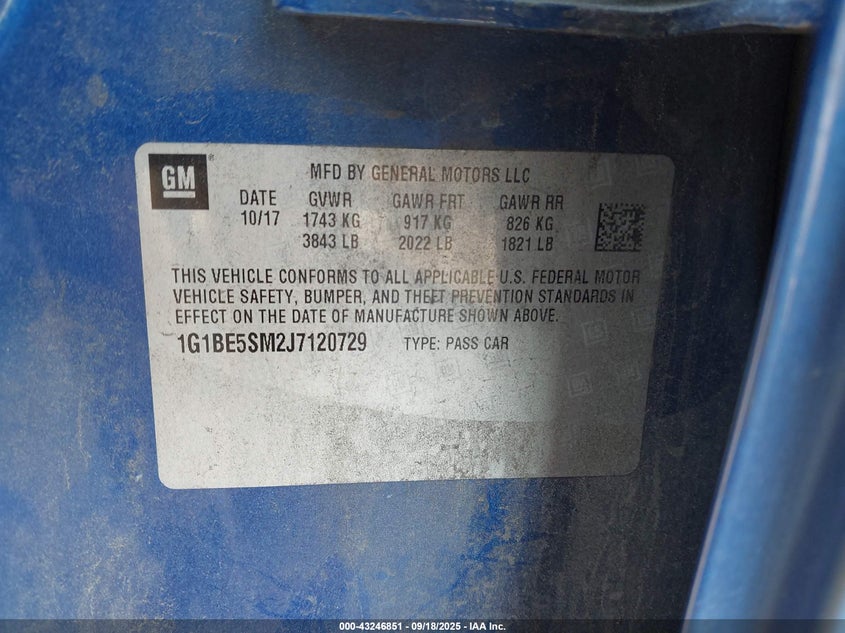 GM
MFD BY GENERAL MOTORS LLC
DATE GVWR GAWR FRT GAWR RR
10/17 1743 KG 917 KG 826 KG
3843 LB 2022 LB 1821 LB
THIS VEHICLE CONFORMS TO ALL APPLICABLE U.S. FEDERAL MOTOR
VEHICLE SAFETY, BUMPER, AND THEFT PREVENTION STANDARDS IN
EFFECT ON THE DATE OF MANUFACTURE SHOWN ABOVE.
1G1BE5SM2J7120729 TYPE: PASS CAR
000-43246851 - 09/18/2025 - IAA Inc.